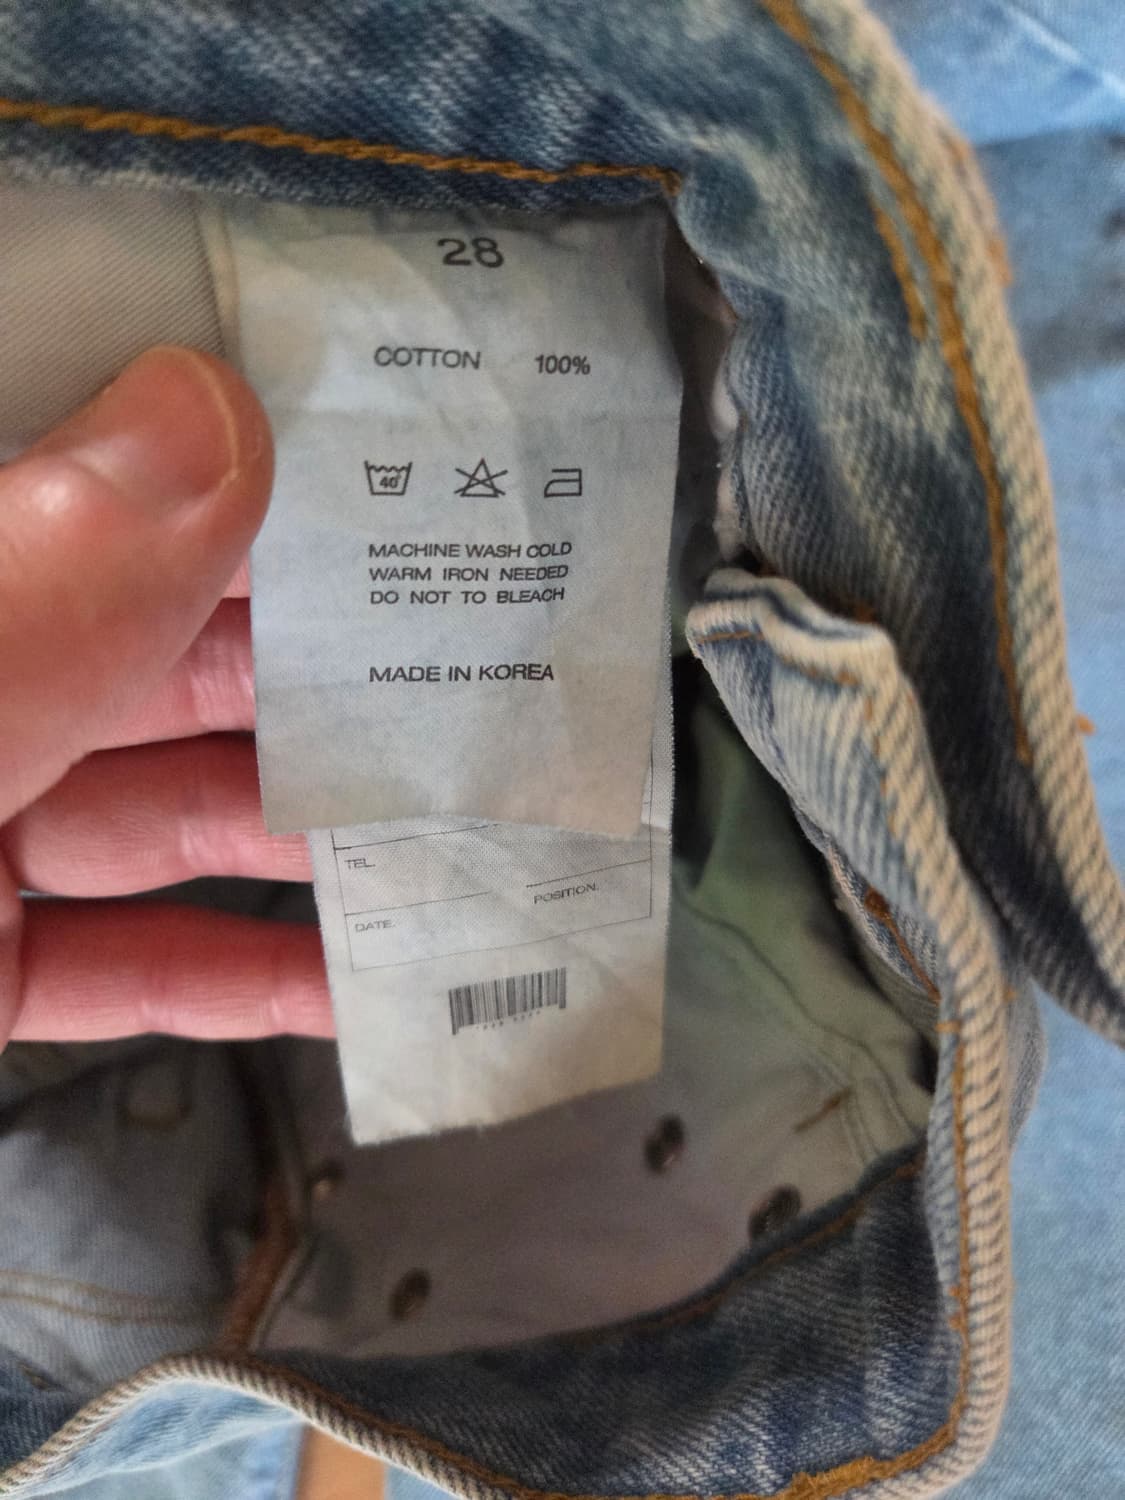 28
COTTON 100%
40°
MACHINE WASH COLD
WARM IRON NEEDED
DO NOT TO BLEACH
MADE IN KOREA
TEL.
POSITION.
DATE.